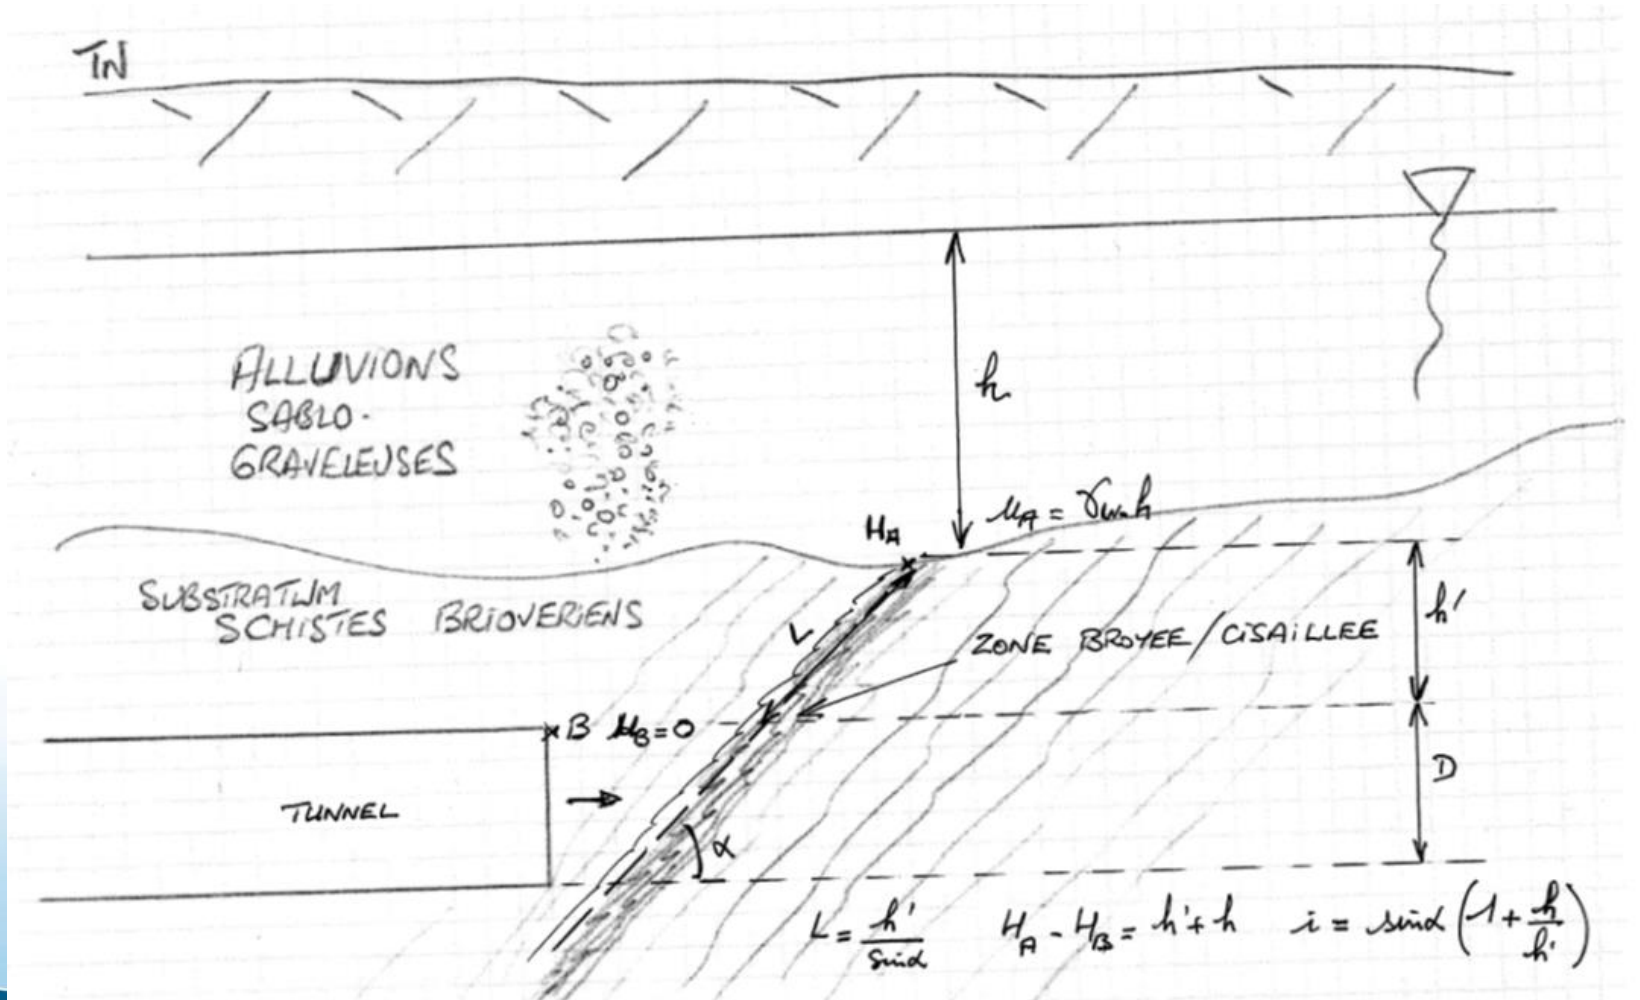 TN
h
ALLUVIONS
SABLO-
GRAVELEUSES
HA
uA = γw.h
SUBSTRATUM
SCHISTES BRIOVERIENS
h'
L
ZONE BROYEE/CISAILLEE
B uB=0
D
TUNNEL
α
L = h'/sinα HA - HB = h'+h i = sinα (1 + h/h')